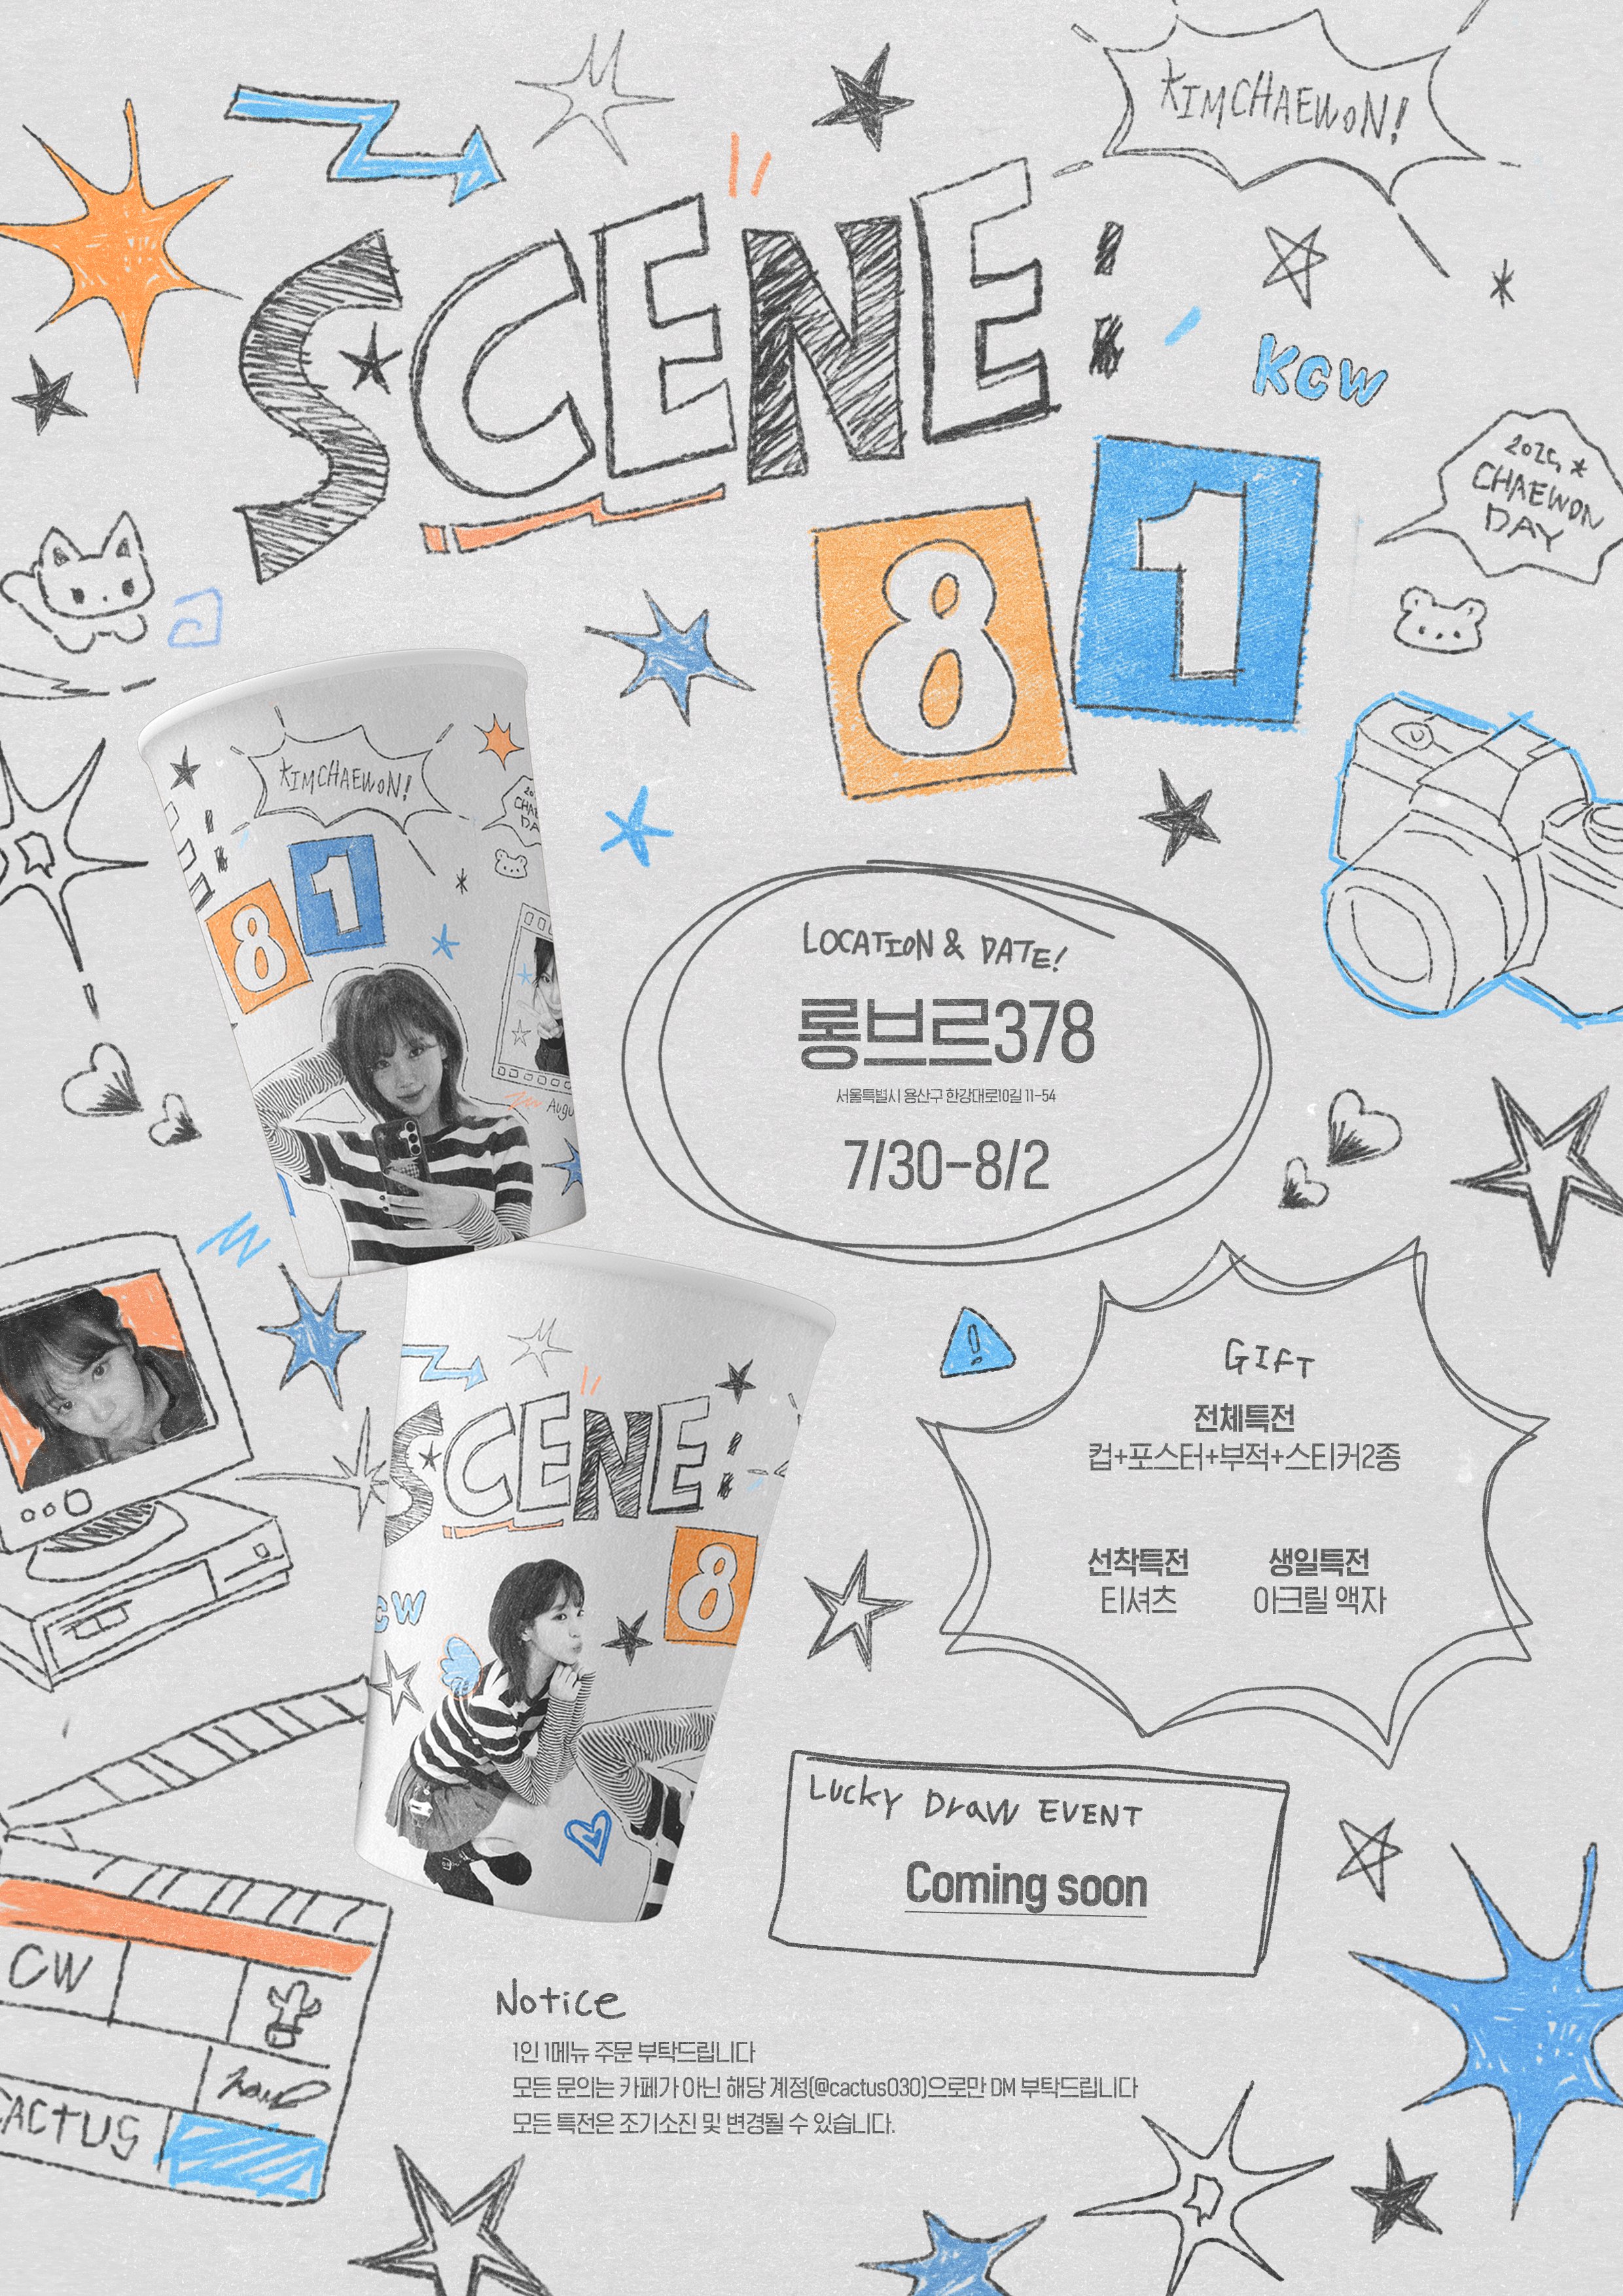 KIMCHAEWON!
SCENE:
KCW
2025
CHAEWON
DAY
81
KIMCHAEWON!
81
LOCATION & DATE!
롱브르378
서울특별시 용산구 한강대로10길 11-54
7/30-8/2
SCENE:
8
CW
GIFT
전체특전
컵+포스터+부적+스티커2종
선착특전
티셔츠
생일특전
아크릴 액자
Lucky Draw EVENT
Coming soon
CW
CACTUS
Notice
1인 1메뉴 주문 부탁드립니다
모든 문의는 카페가 아닌 해당 계정(@cactus030)으로만 DM 부탁드립니다
모든 특전은 조기소진 및 변경될 수 있습니다.